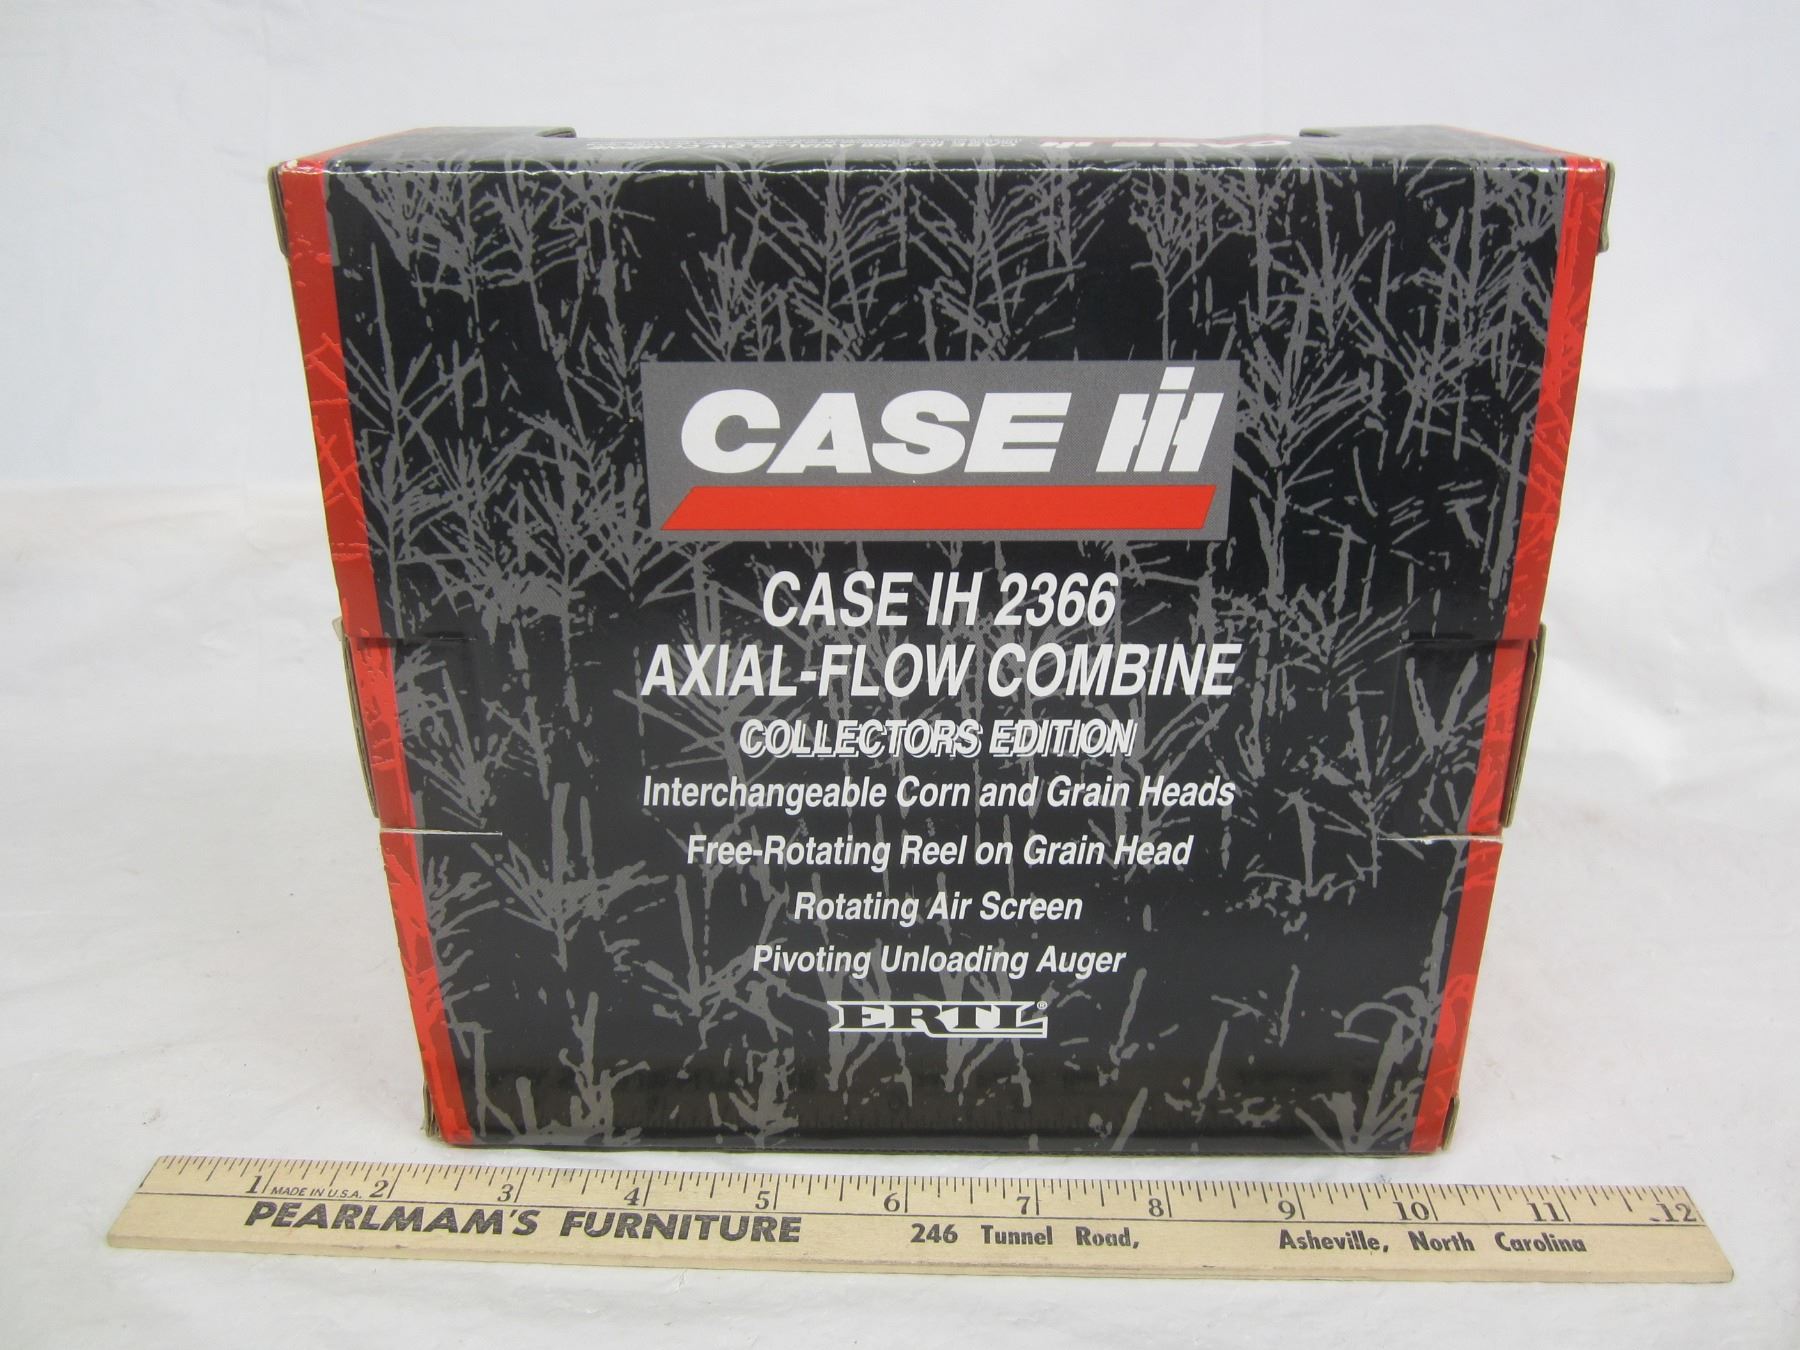 CASE IH
CASE IH
CASE IH 2366
AXIAL-FLOW COMBINE
COLLECTORS EDITION
Interchangeable Corn and Grain Heads
Free-Rotating Reel on Grain Head
Rotating Air Screen
Pivoting Unloading Auger
ERTL®
1 MADE IN U.S.A. 2 3 4 5 6 7 8 9 10 11 12
PEARLMAM'S FURNITURE 246 Tunnel Road, Asheville, North Carolina